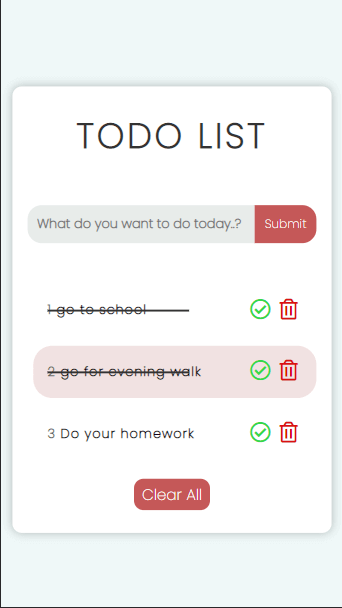 TODO LIST
What do you want to do today..?
Submit
1 go to school
2 go for evening walk
3 Do your homework
Clear All